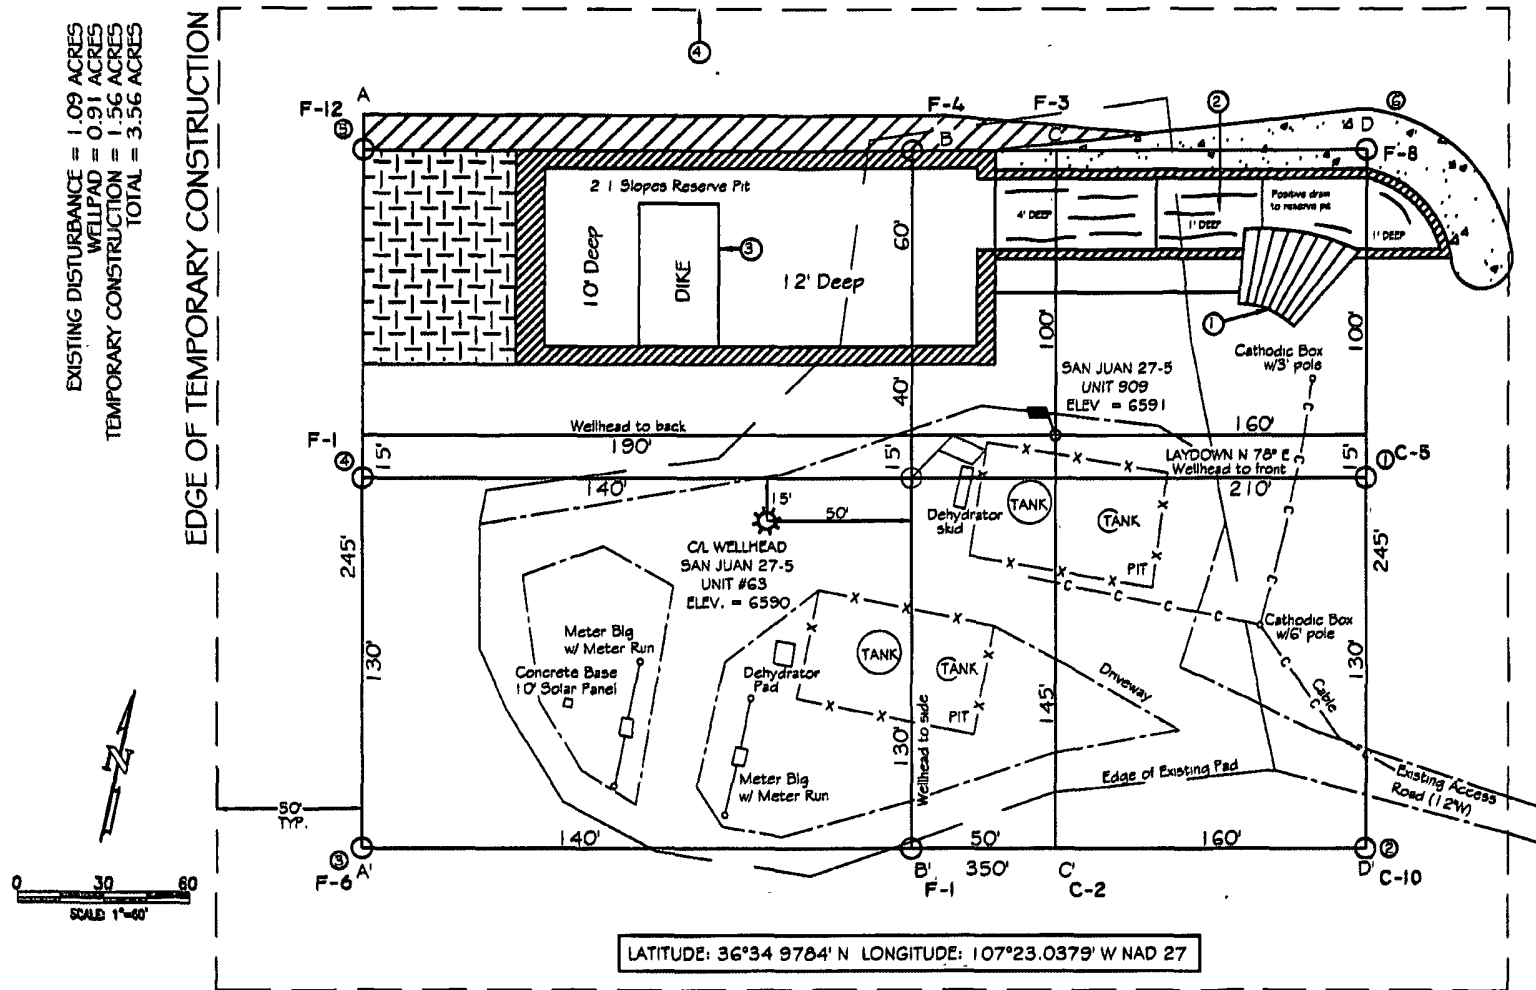 EXISTING DISTURBANCE = 1.09 ACRES
WELLPAD = 0.91 ACRES
TEMPORARY CONSTRUCTION = 1.56 ACRES
TOTAL = 3.56 ACRES
EDGE OF TEMPORARY CONSTRUCTION
④
A
F-12
⑤
F-4
F-3
②
⑥
B
C
D
F-8
2 1 Slopes Reserve Pit
10' Deep
DIKE
③
12' Deep
60'
4' DEEP
1' DEEP
Positive drain
to reserve pit
1' DEEP
①
100'
100'
Cathodic Box
w/3' pole
SAN JUAN 27-5
UNIT 909
ELEV = 6591
40'
F-1
Wellhead to back
190'
160'
④
15'
15'
15'
① C-5
LAYDOWN N 78° E
Wellhead to front
140'
210'
15'
50'
Dehydrator
skid
TANK
TANK
PIT
C/L WELLHEAD
SAN JUAN 27-5
UNIT #63
ELEV. = 6590
245'
245'
Cathodic Box
w/6' pole
Meter Blg
w/ Meter Run
Concrete Base
10' Solar Panel
130'
Dehydrator
Pad
TANK
TANK
PIT
Driveway
Cable
130'
145'
130'
Wellhead to side
Meter Blg
w/ Meter Run
Edge of Existing Pad
Existing Access
Road (12'W)
N
50'
TYP.
140'
50'
160'
③
A'
F-6
B'
F-1
350'
C'
C-2
②
D'
C-10
0 30 60
SCALE 1"=60'
LATITUDE: 36°34 9784' N LONGITUDE: 107°23.0379' W NAD 27